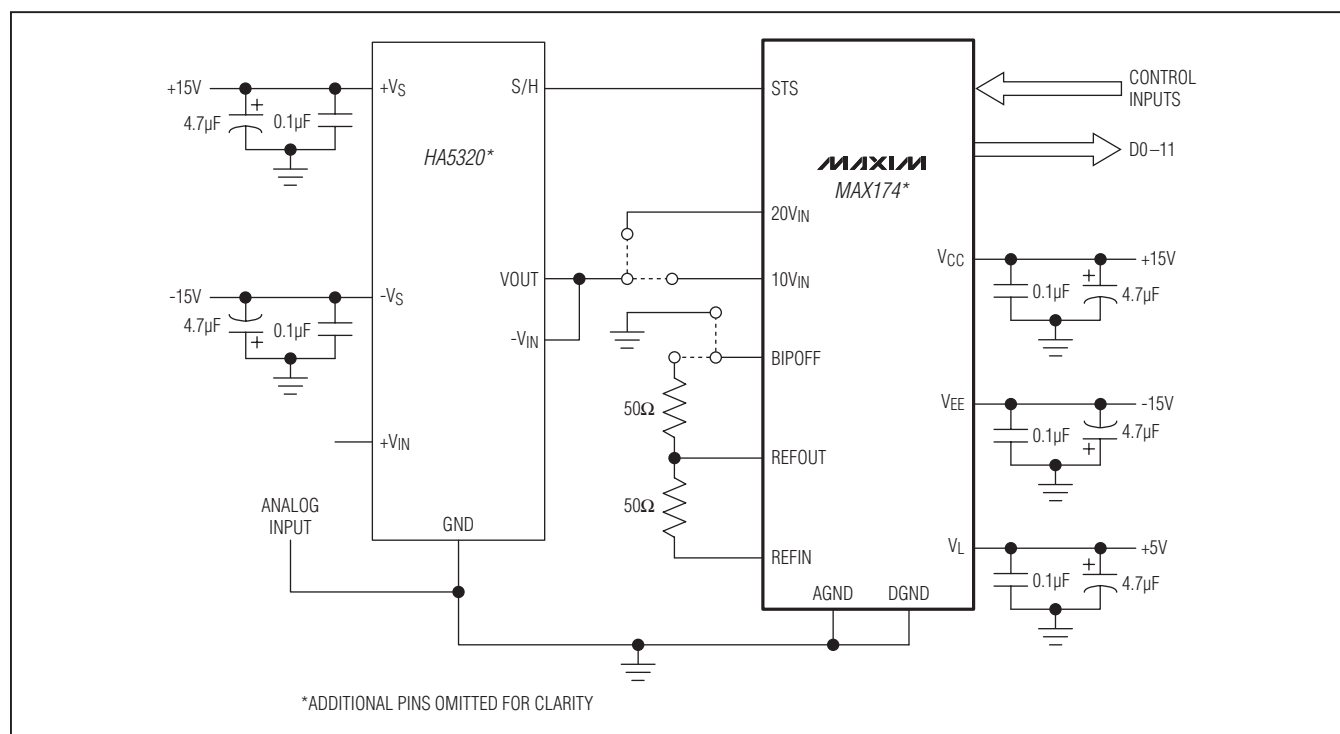 +15V
4.7µF
+
0.1µF
+VS
S/H
HA5320*
-15V
4.7µF
+
0.1µF
-VS
VOUT
-VIN
+VIN
ANALOG
INPUT
GND
STS
MAXIM
MAX174*
20VIN
10VIN
BIPOFF
50Ω
REFOUT
50Ω
REFIN
AGND
DGND
CONTROL
INPUTS
D0–11
VCC
+15V
0.1µF
+
4.7µF
VEE
-15V
0.1µF
+
4.7µF
VL
+5V
0.1µF
+
4.7µF
*ADDITIONAL PINS OMITTED FOR CLARITY